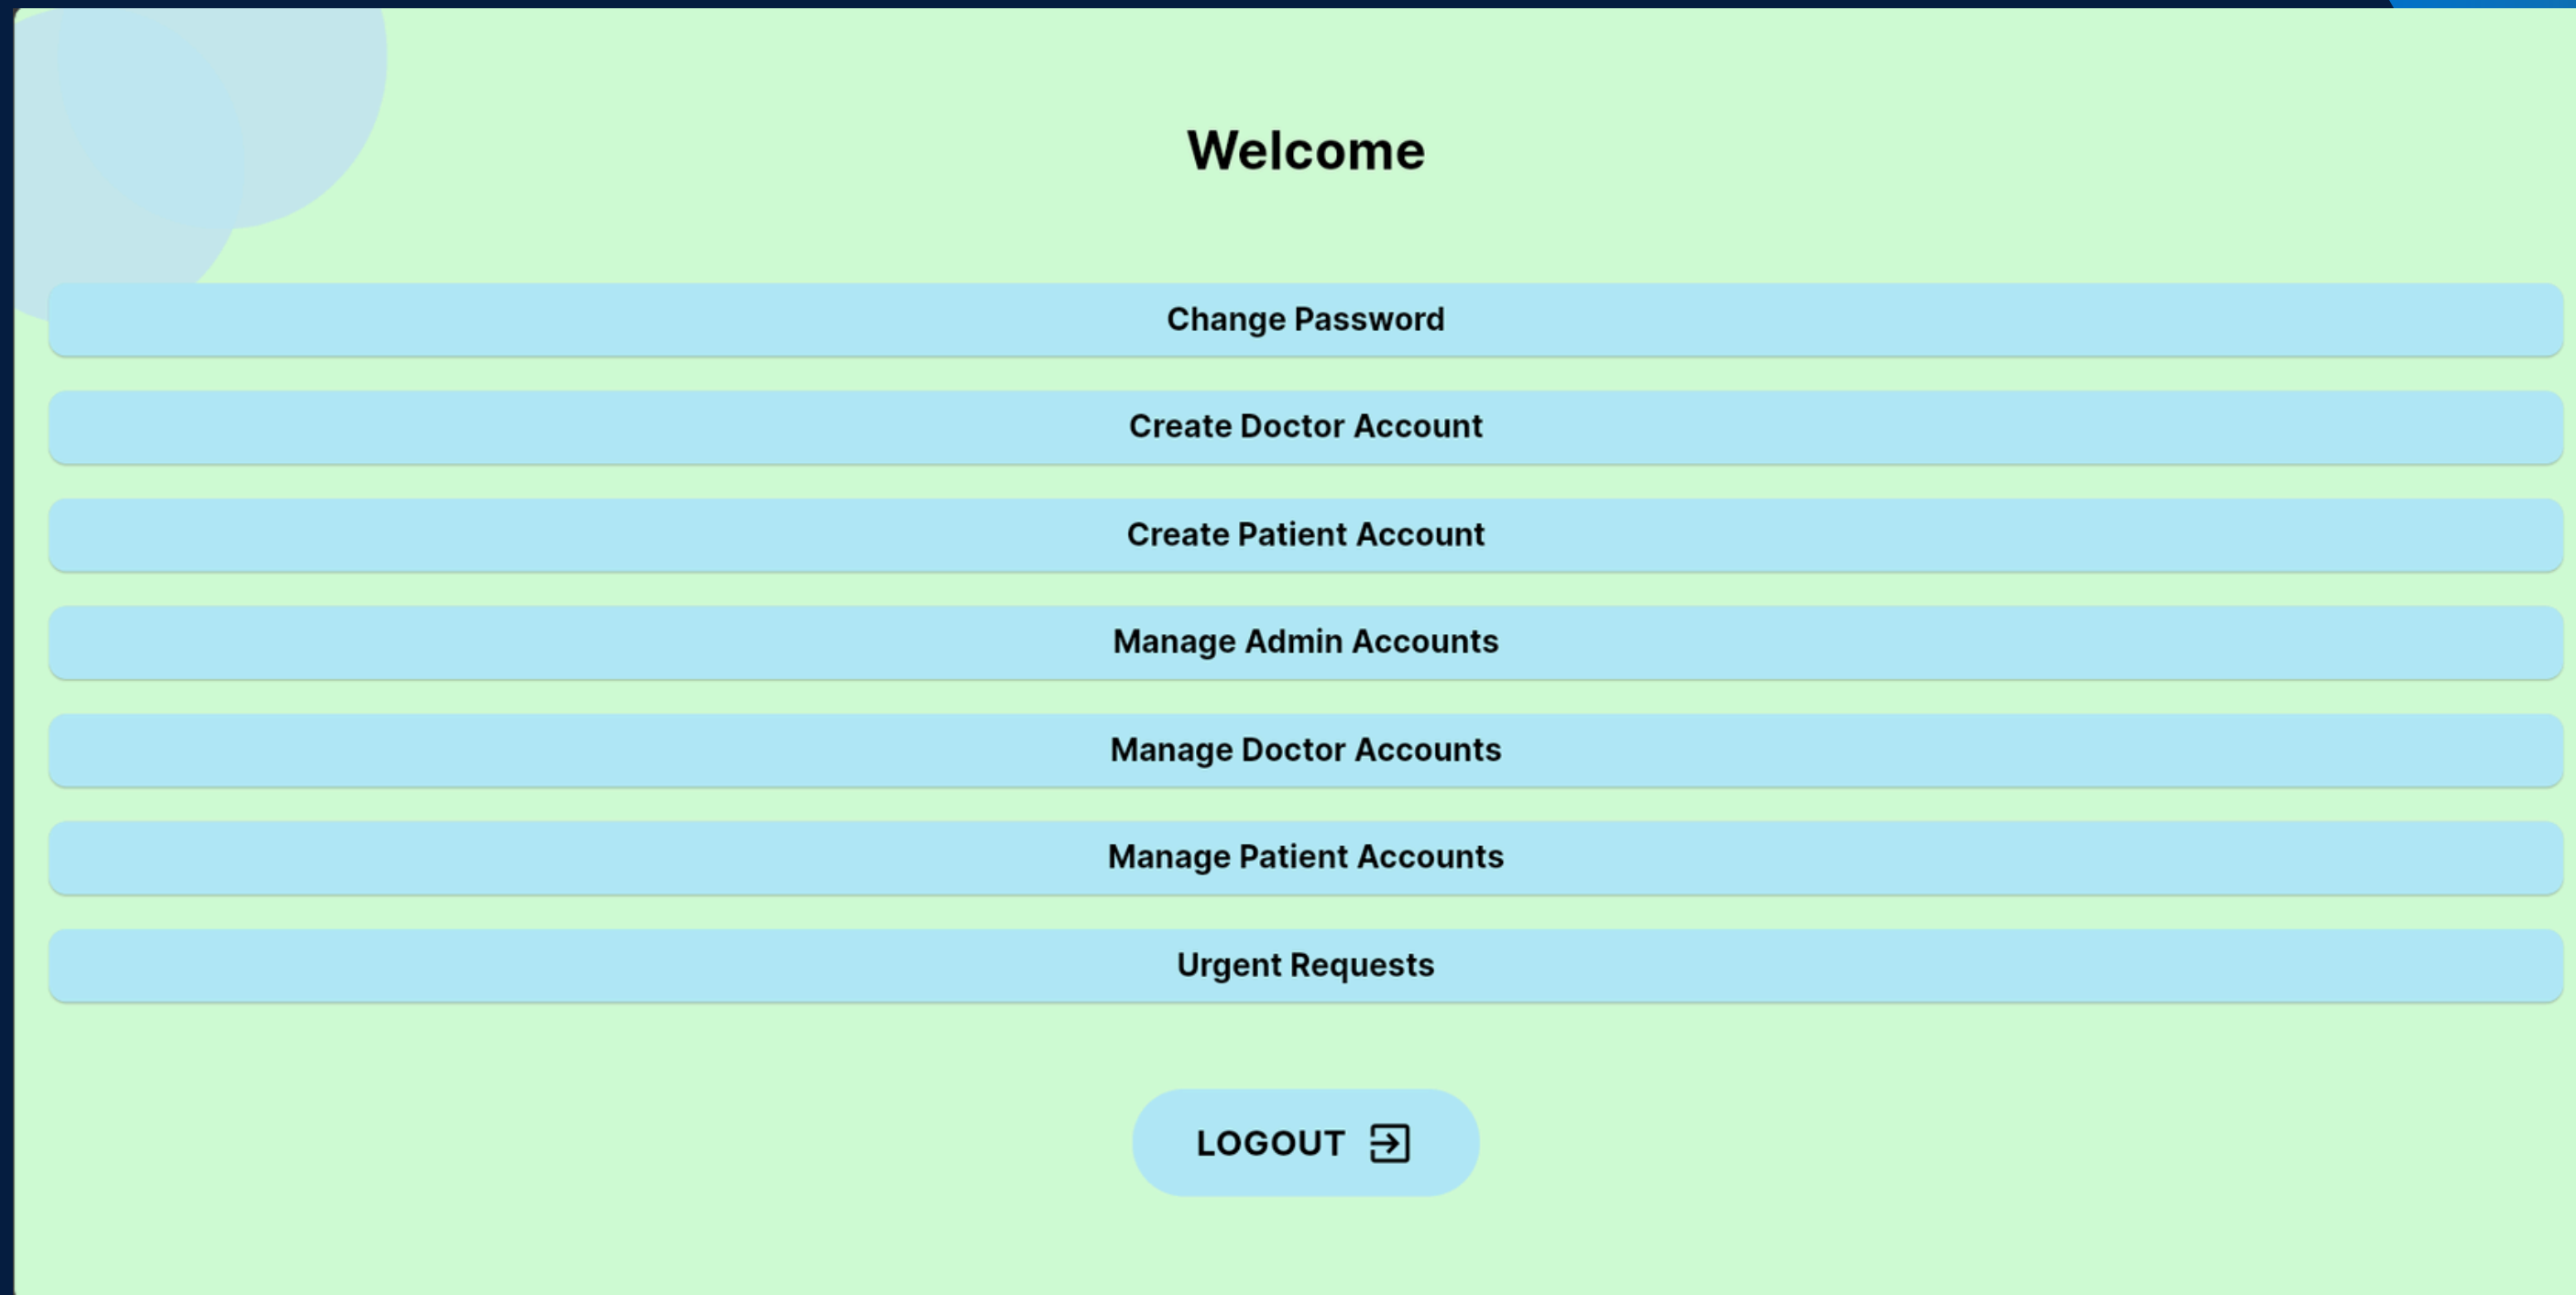 Welcome
Change Password
Create Doctor Account
Create Patient Account
Manage Admin Accounts
Manage Doctor Accounts
Manage Patient Accounts
Urgent Requests
LOGOUT